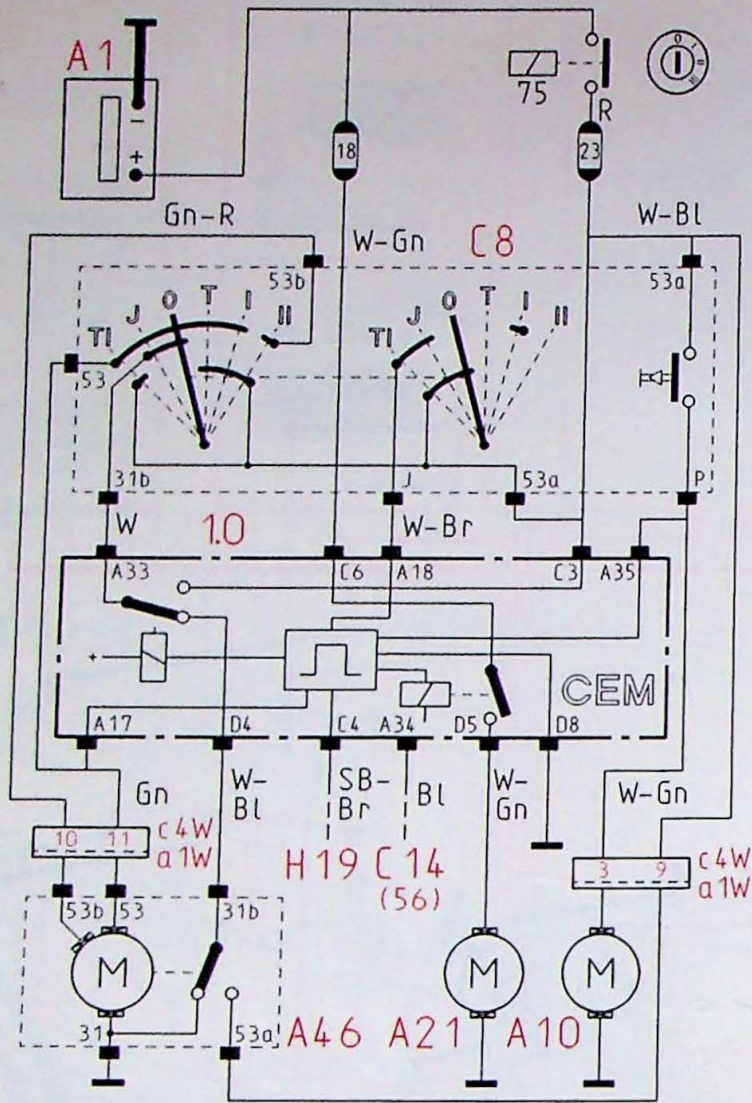 A1
-
+
75
0
I
II
III
R
18
23
Gn-R
W-Gn
C8
W-Bl
53b
53a
TI J O T I II
TI J O T I II
53
31b
J
53a
P
W
1.0
W-Br
A33
C6
A18
C3
A35
+
CEM
A17
D4
C4
A34
D5
D8
Gn
W-
Bl
SB-
Br
Bl
W-
Gn
W-Gn
10 11
c4W
a1W
H19
C14
(56)
3 9
c4W
a1W
53b
53
31b
M
M
M
31
53a
A46
A21
A10